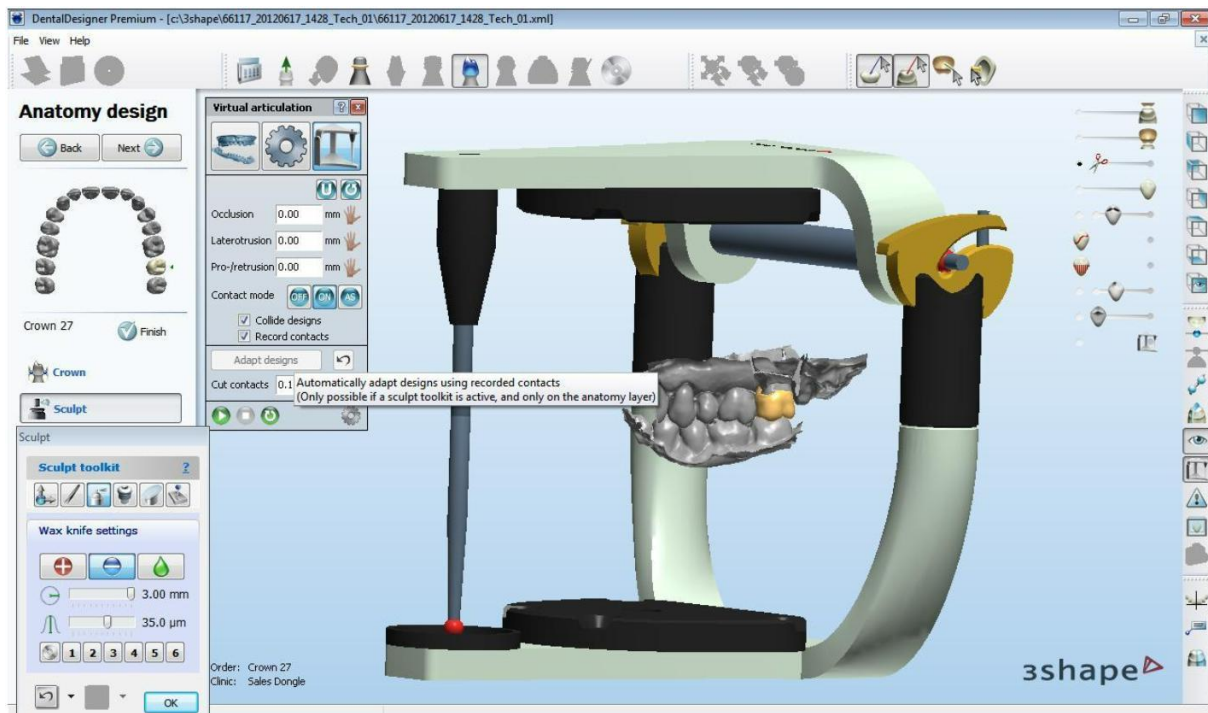 DentalDesigner Premium - [c:\3shape\66117_20120617_1428_Tech_01\66117_20120617_1428_Tech_01.xml]
File View Help
Anatomy design
Back Next
Crown 27 Finish
Crown
Sculpt
Virtual articulation
Occlusion 0.00 mm
Laterotrusion 0.00 mm
Pro-/retrusion 0.00 mm
Contact mode OFF ON AS
Collide designs
Record contacts
Adapt designs
Cut contacts 0.1
Automatically adapt designs using recorded contacts
(Only possible if a sculpt toolkit is active, and only on the anatomy layer)
Sculpt
Sculpt toolkit ?
Wax knife settings
3.00 mm
35.0 µm
1 2 3 4 5 6
OK
Order: Crown 27
Clinic: Sales Dongle
3shape